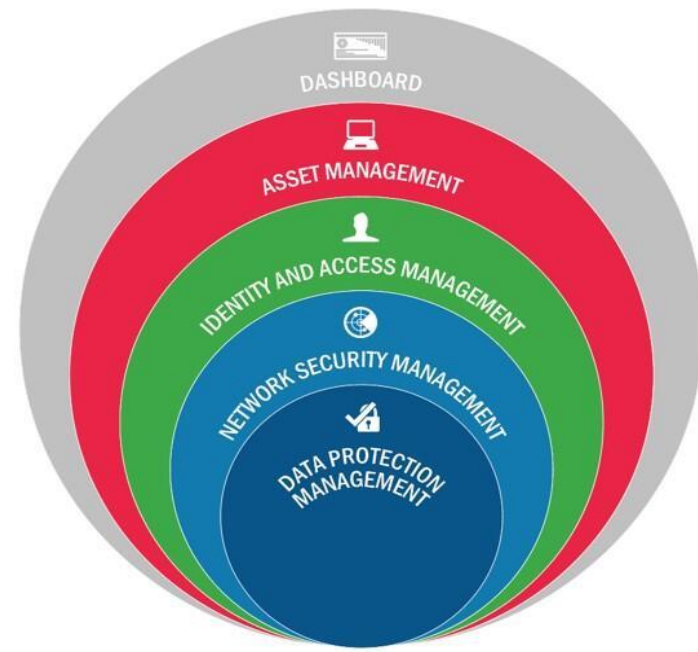 DASHBOARD
ASSET MANAGEMENT
IDENTITY AND ACCESS MANAGEMENT
NETWORK SECURITY MANAGEMENT
DATA PROTECTION
MANAGEMENT